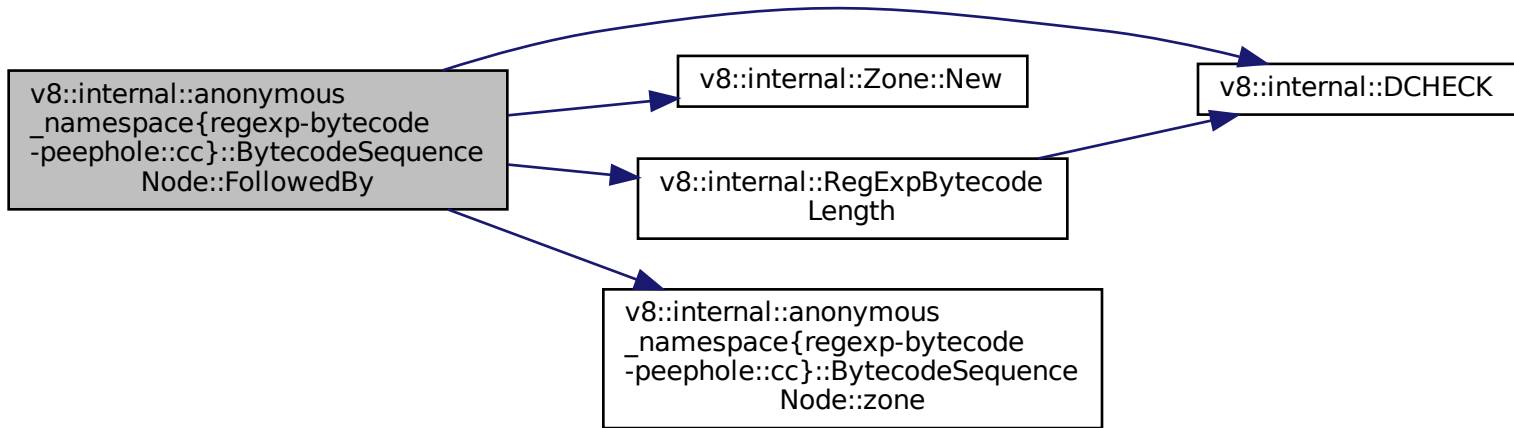 v8::internal::anonymous
_namespace{regexp-bytecode
-peephole::cc}::BytecodeSequence
Node::FollowedBy
v8::internal::Zone::New
v8::internal::DCHECK
v8::internal::RegExpBytecode
Length
v8::internal::anonymous
_namespace{regexp-bytecode
-peephole::cc}::BytecodeSequence
Node::zone